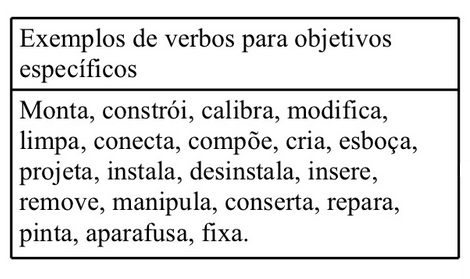 Exemplos de verbos para objetivos
específicos
Monta, constrói, calibra, modifica,
limpa, conecta, compõe, cria, esboça,
projeta, instala, desinstala, insere,
remove, manipula, conserta, repara,
pinta, aparafusa, fixa.